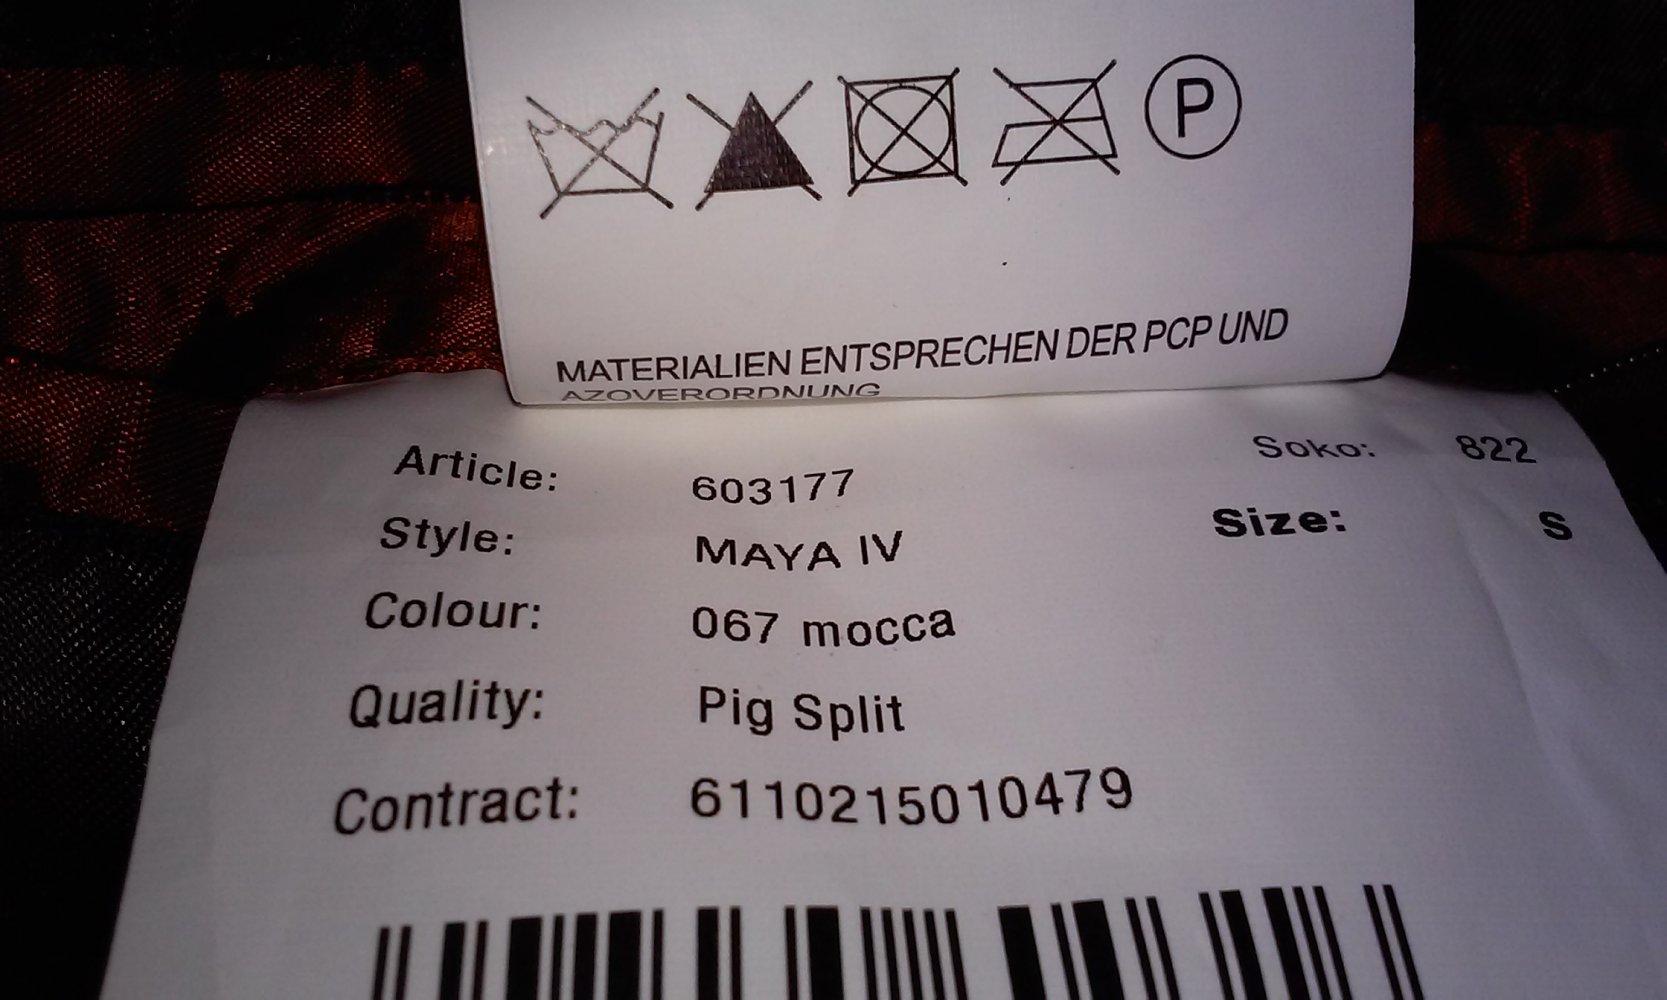 P
MATERIALIEN ENTSPRECHEN DER PCP UND
AZOVERORDNUNG
Article: 603177 Soko: 822
Style: MAYA IV Size: S
Colour: 067 mocca
Quality: Pig Split
Contract: 6110215010479